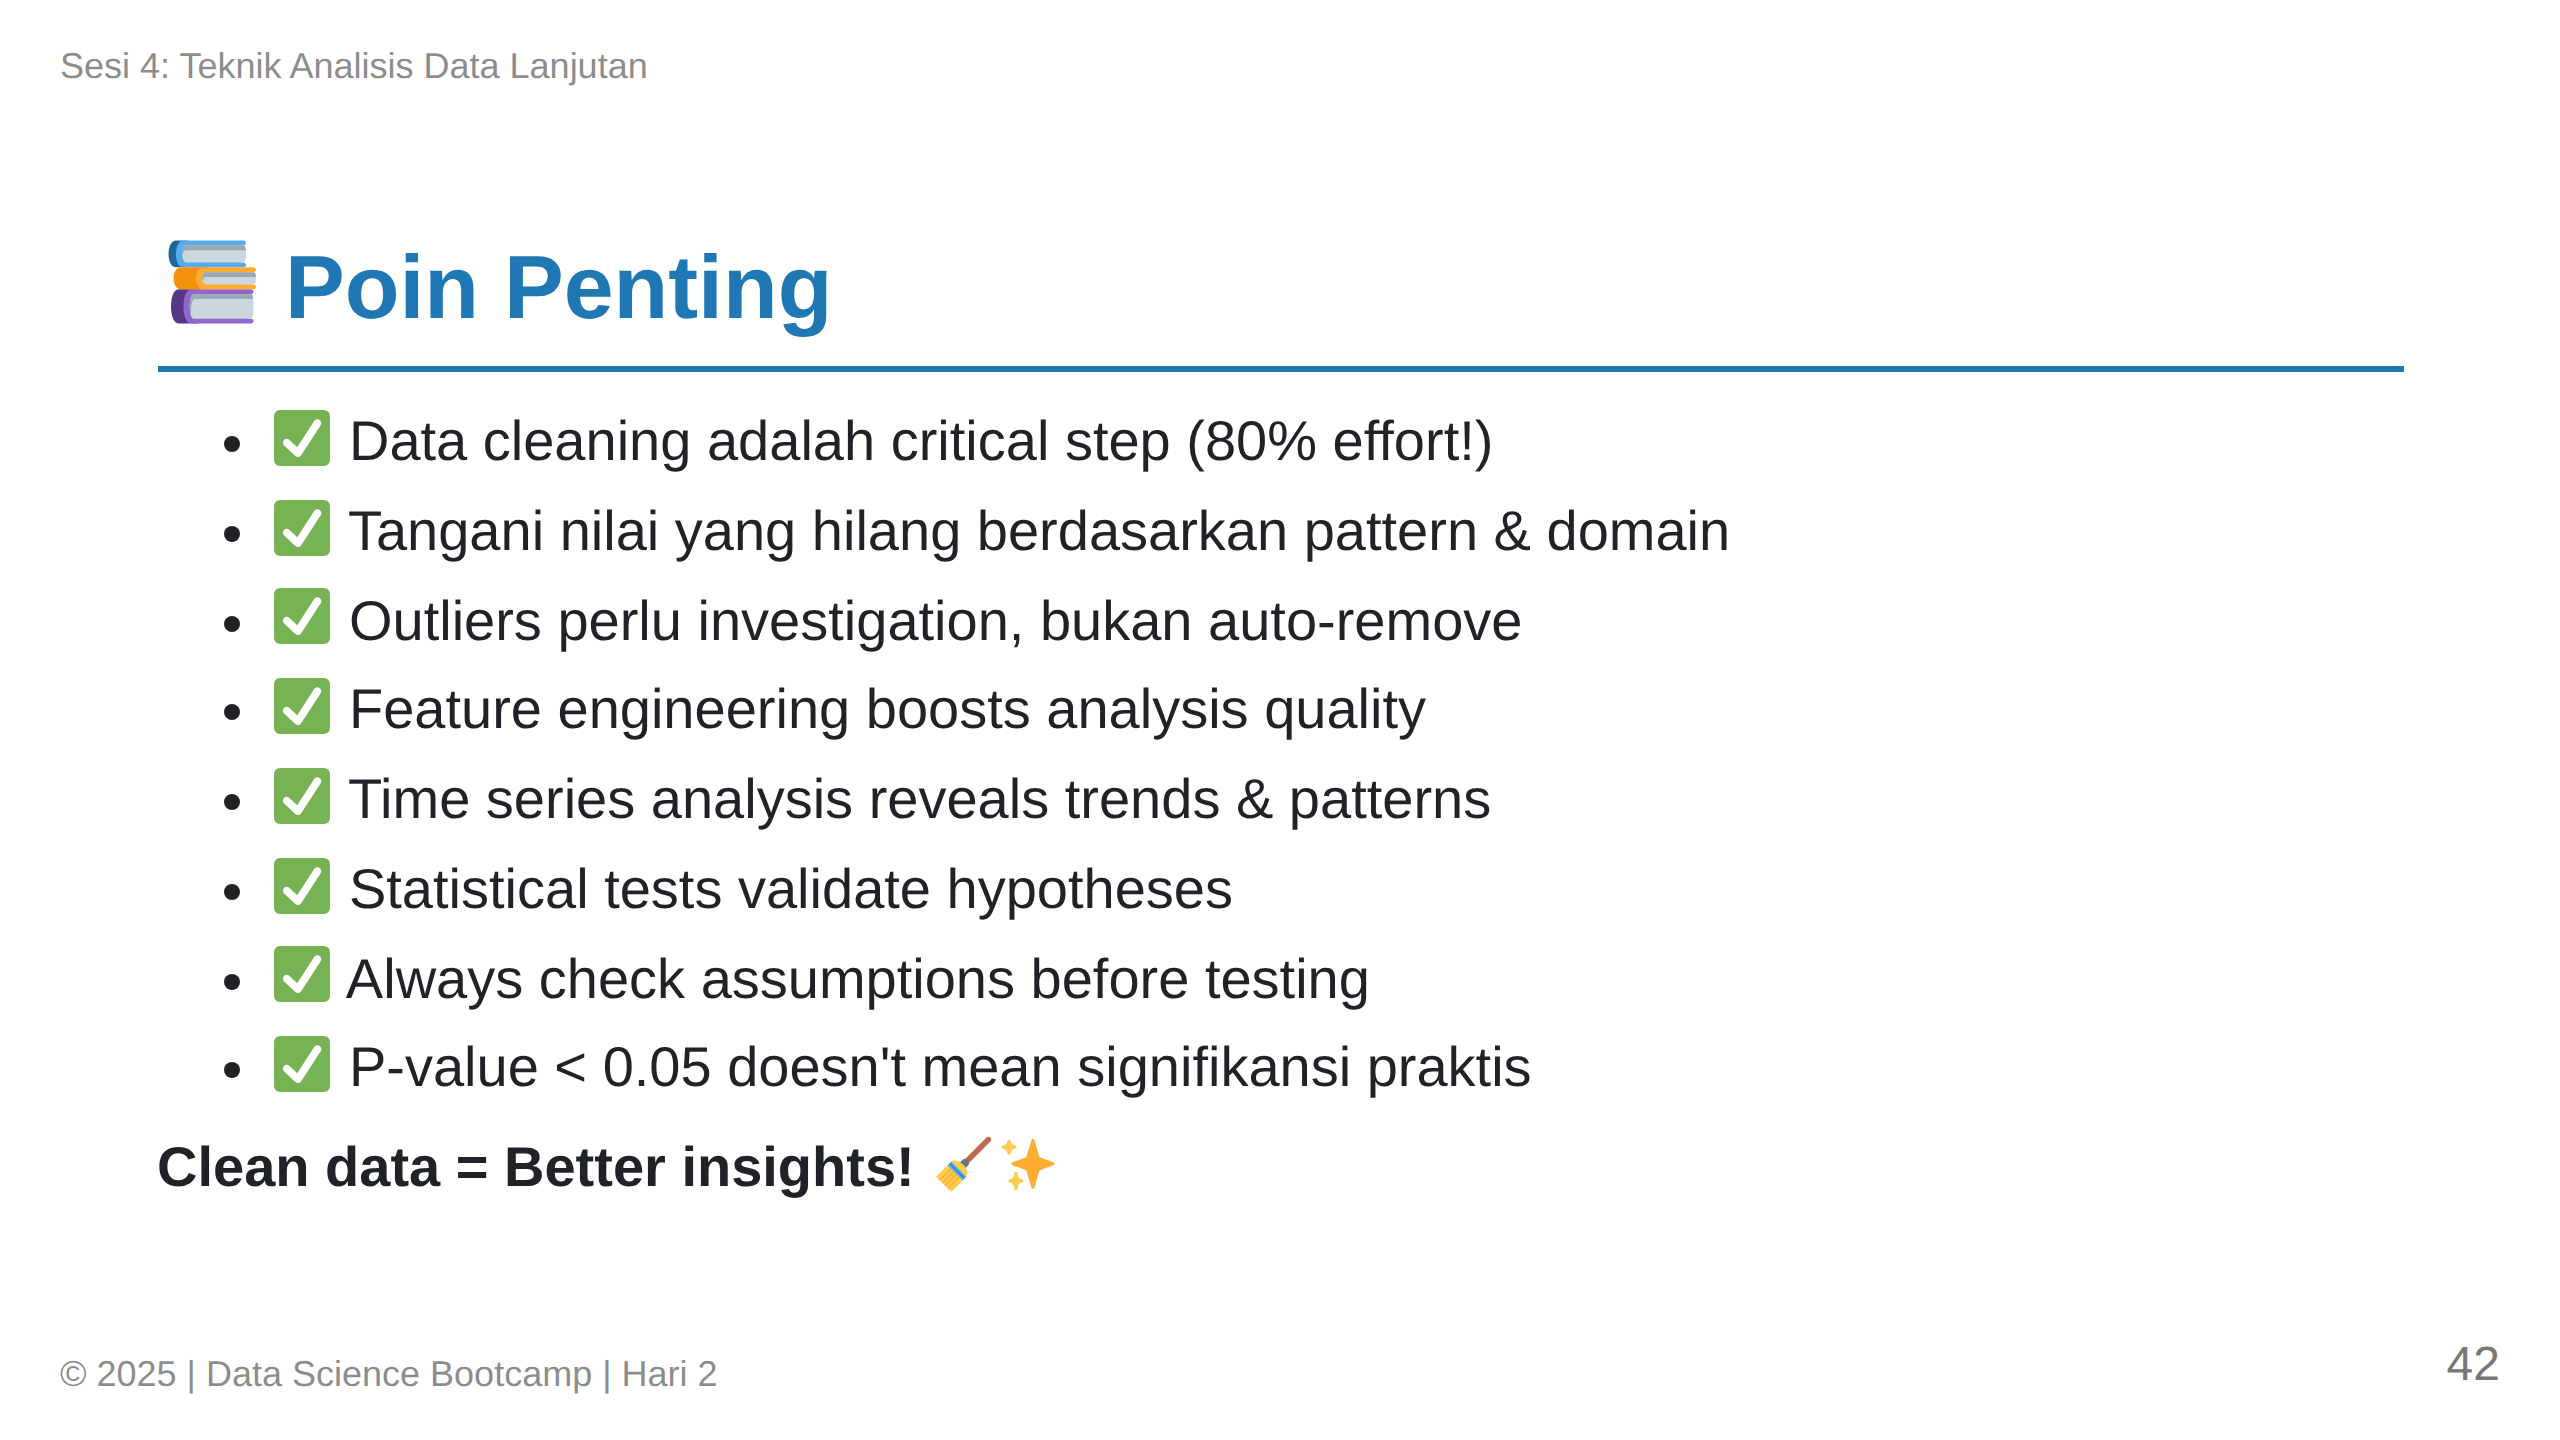 Sesi 4: Teknik Analisis Data Lanjutan
📚 Poin Penting
• ✅ Data cleaning adalah critical step (80% effort!)
• ✅ Tangani nilai yang hilang berdasarkan pattern & domain
• ✅ Outliers perlu investigation, bukan auto-remove
• ✅ Feature engineering boosts analysis quality
• ✅ Time series analysis reveals trends & patterns
• ✅ Statistical tests validate hypotheses
• ✅ Always check assumptions before testing
• ✅ P-value < 0.05 doesn't mean signifikansi praktis
Clean data = Better insights! 🧹✨
© 2025 | Data Science Bootcamp | Hari 2
42